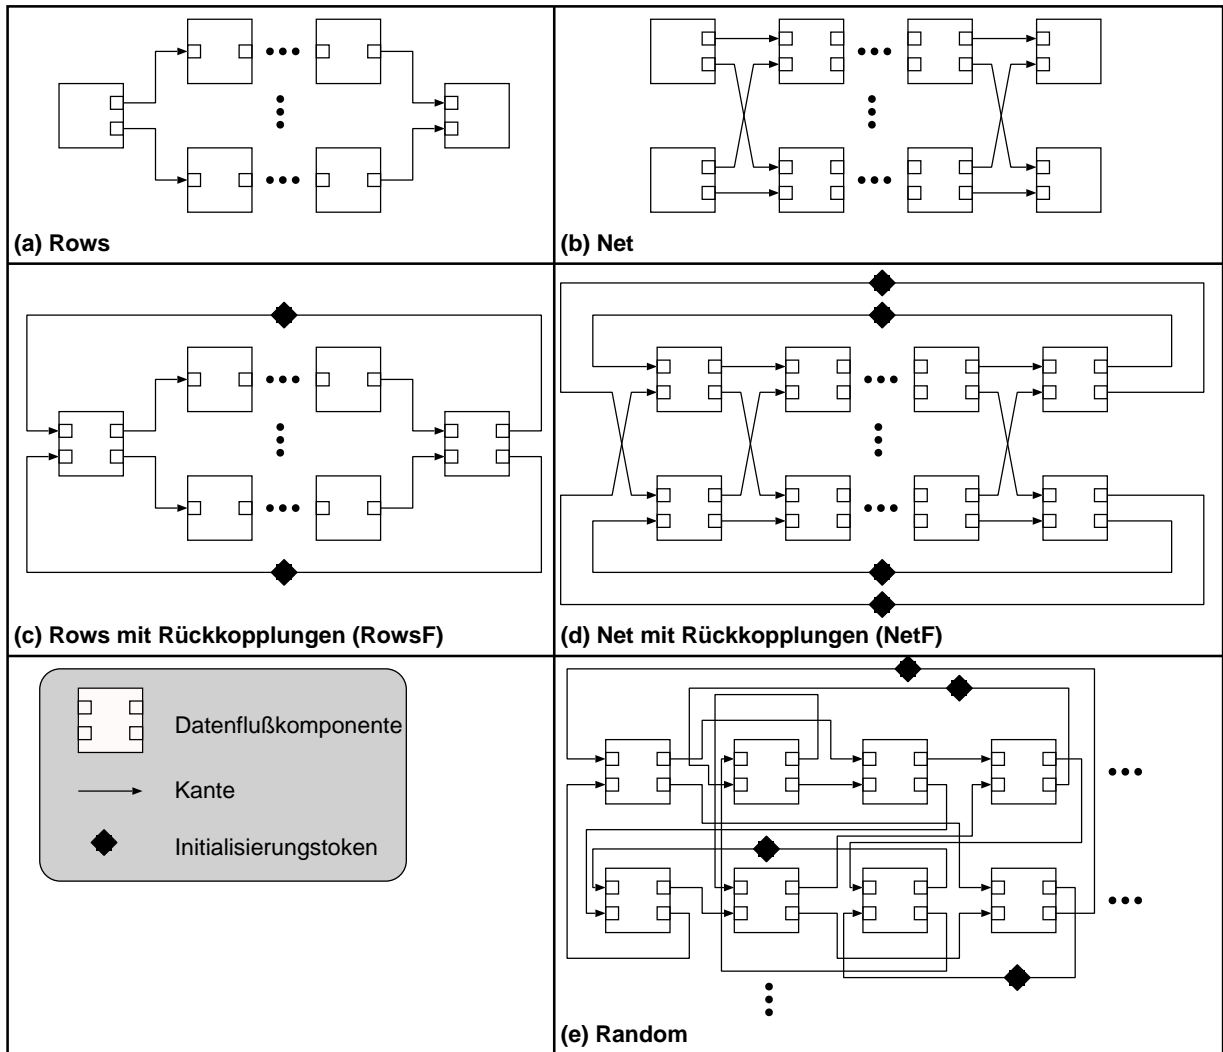 (a) Rows
(b) Net
(c) Rows mit Rückkopplungen (RowsF)
(d) Net mit Rückkopplungen (NetF)
Datenflußkomponente
Kante
Initialisierungstoken
(e) Random